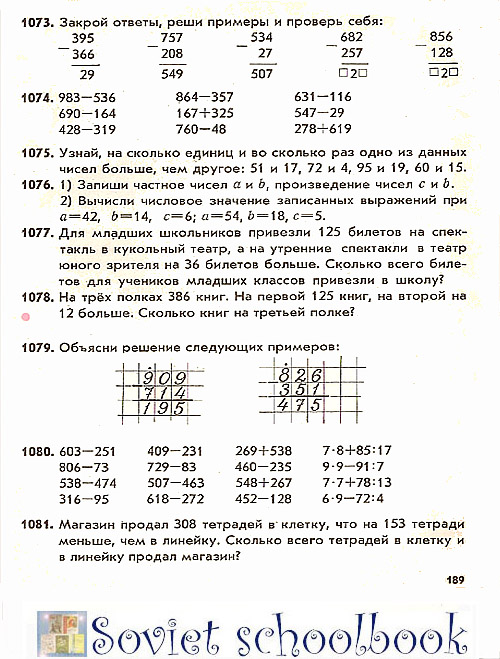 1073. Закрой ответы, реши примеры и проверь себя:
395 757 534 682 856
− 366 − 208 − 27 − 257 − 128
29 549 507 □2□ □2□
1074. 983−536 864−357 631−116
690−164 167+325 547−29
428−319 760−48 278+619
1075. Узнай, на сколько единиц и во сколько раз одно из данных
чисел больше, чем другое: 51 и 17, 72 и 4, 95 и 19, 60 и 15.
1076. 1) Запиши частное чисел a и b, произведение чисел c и b.
2) Вычисли числовое значение записанных выражений при
a=42, b=14, c=6; a=54, b=18, c=5.
1077. Для младших школьников привезли 125 билетов на спек-
такль в кукольный театр, а на утренние спектакли в театр
юного зрителя на 36 билетов больше. Сколько всего биле-
тов для учеников младших классов привезли в школу?
1078. На трёх полках 386 книг. На первой 125 книг, на второй на
12 больше. Сколько книг на третьей полке?
1079. Объясни решение следующих примеров:
909 826
714 351
195 475
1080. 603−251 409−231 269+538 7·8+85:17
806−73 729−83 460−235 9·9−91:7
538−474 507−463 548+267 7·7+78:13
316−95 618−272 452−128 6·9−72:4
1081. Магазин продал 308 тетрадей в клетку, что на 153 тетради
меньше, чем в линейку. Сколько всего тетрадей в клетку и
в линейку продал магазин?
189
Soviet schoolbook